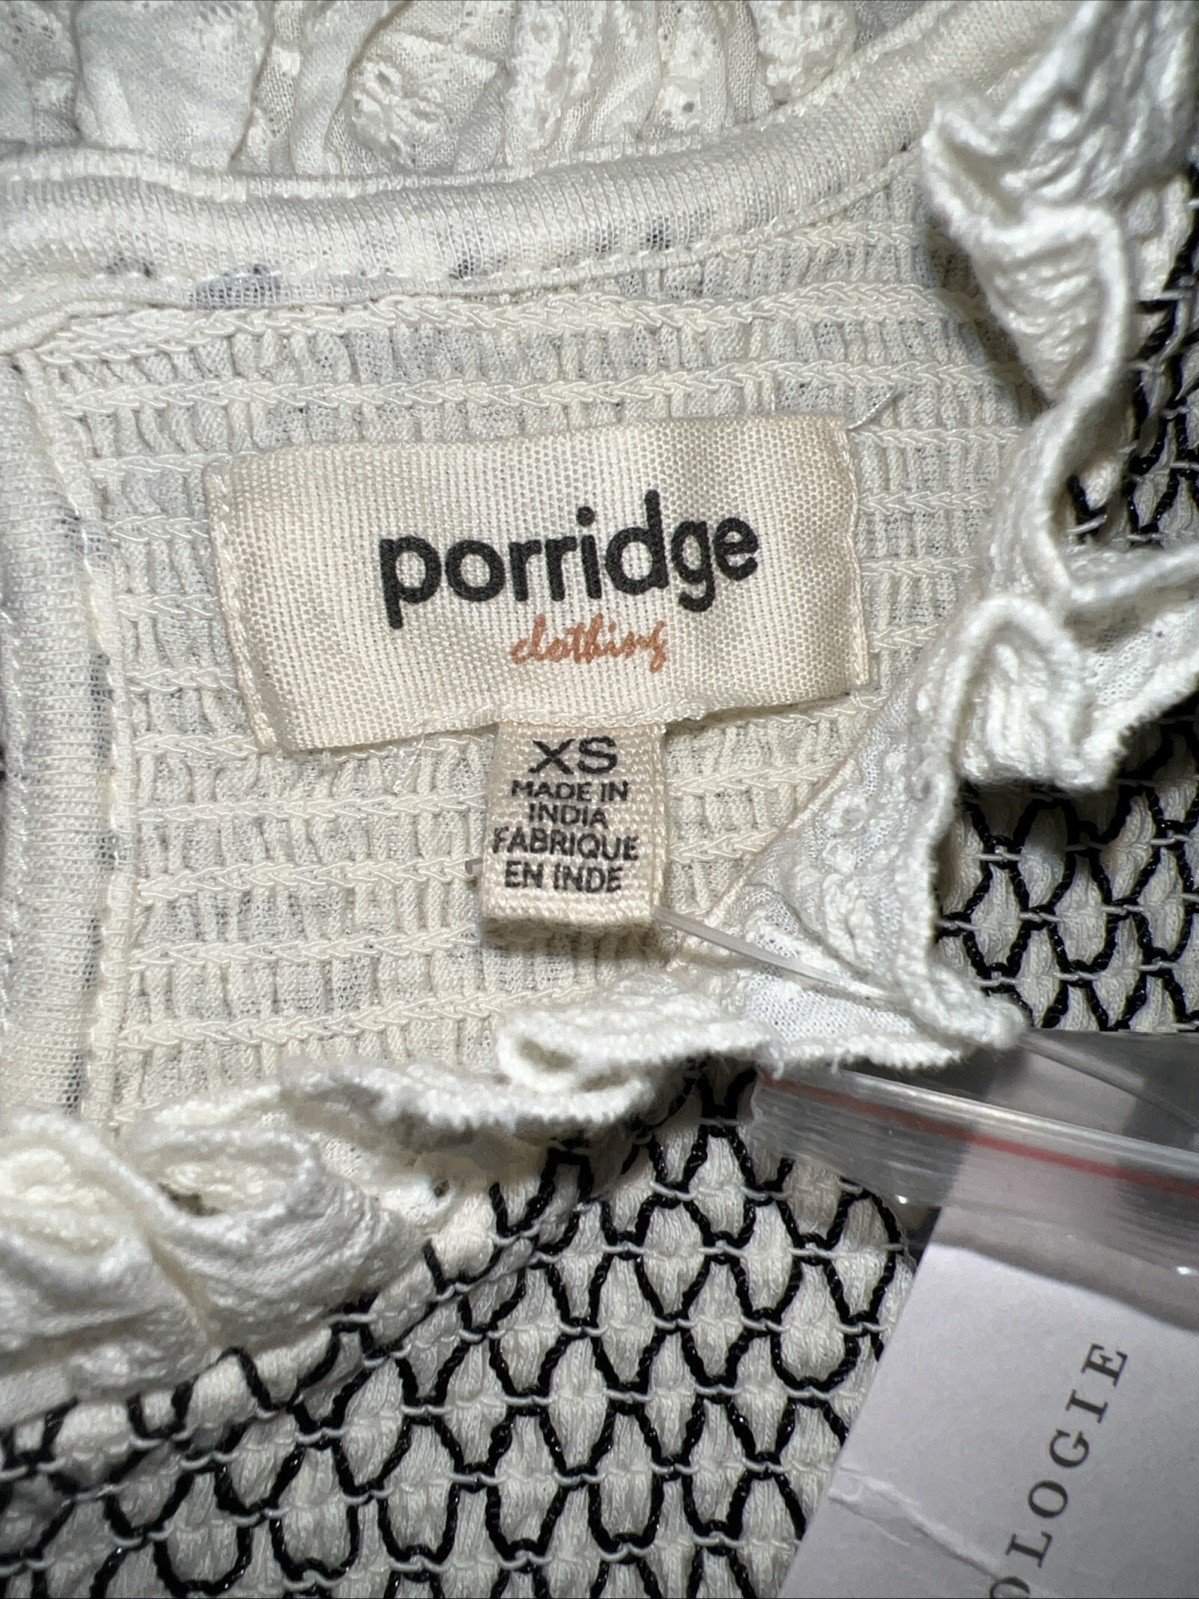 porridge
clothing
XS
MADE IN
INDIA
FABRIQUE
EN INDE
OLOGIE